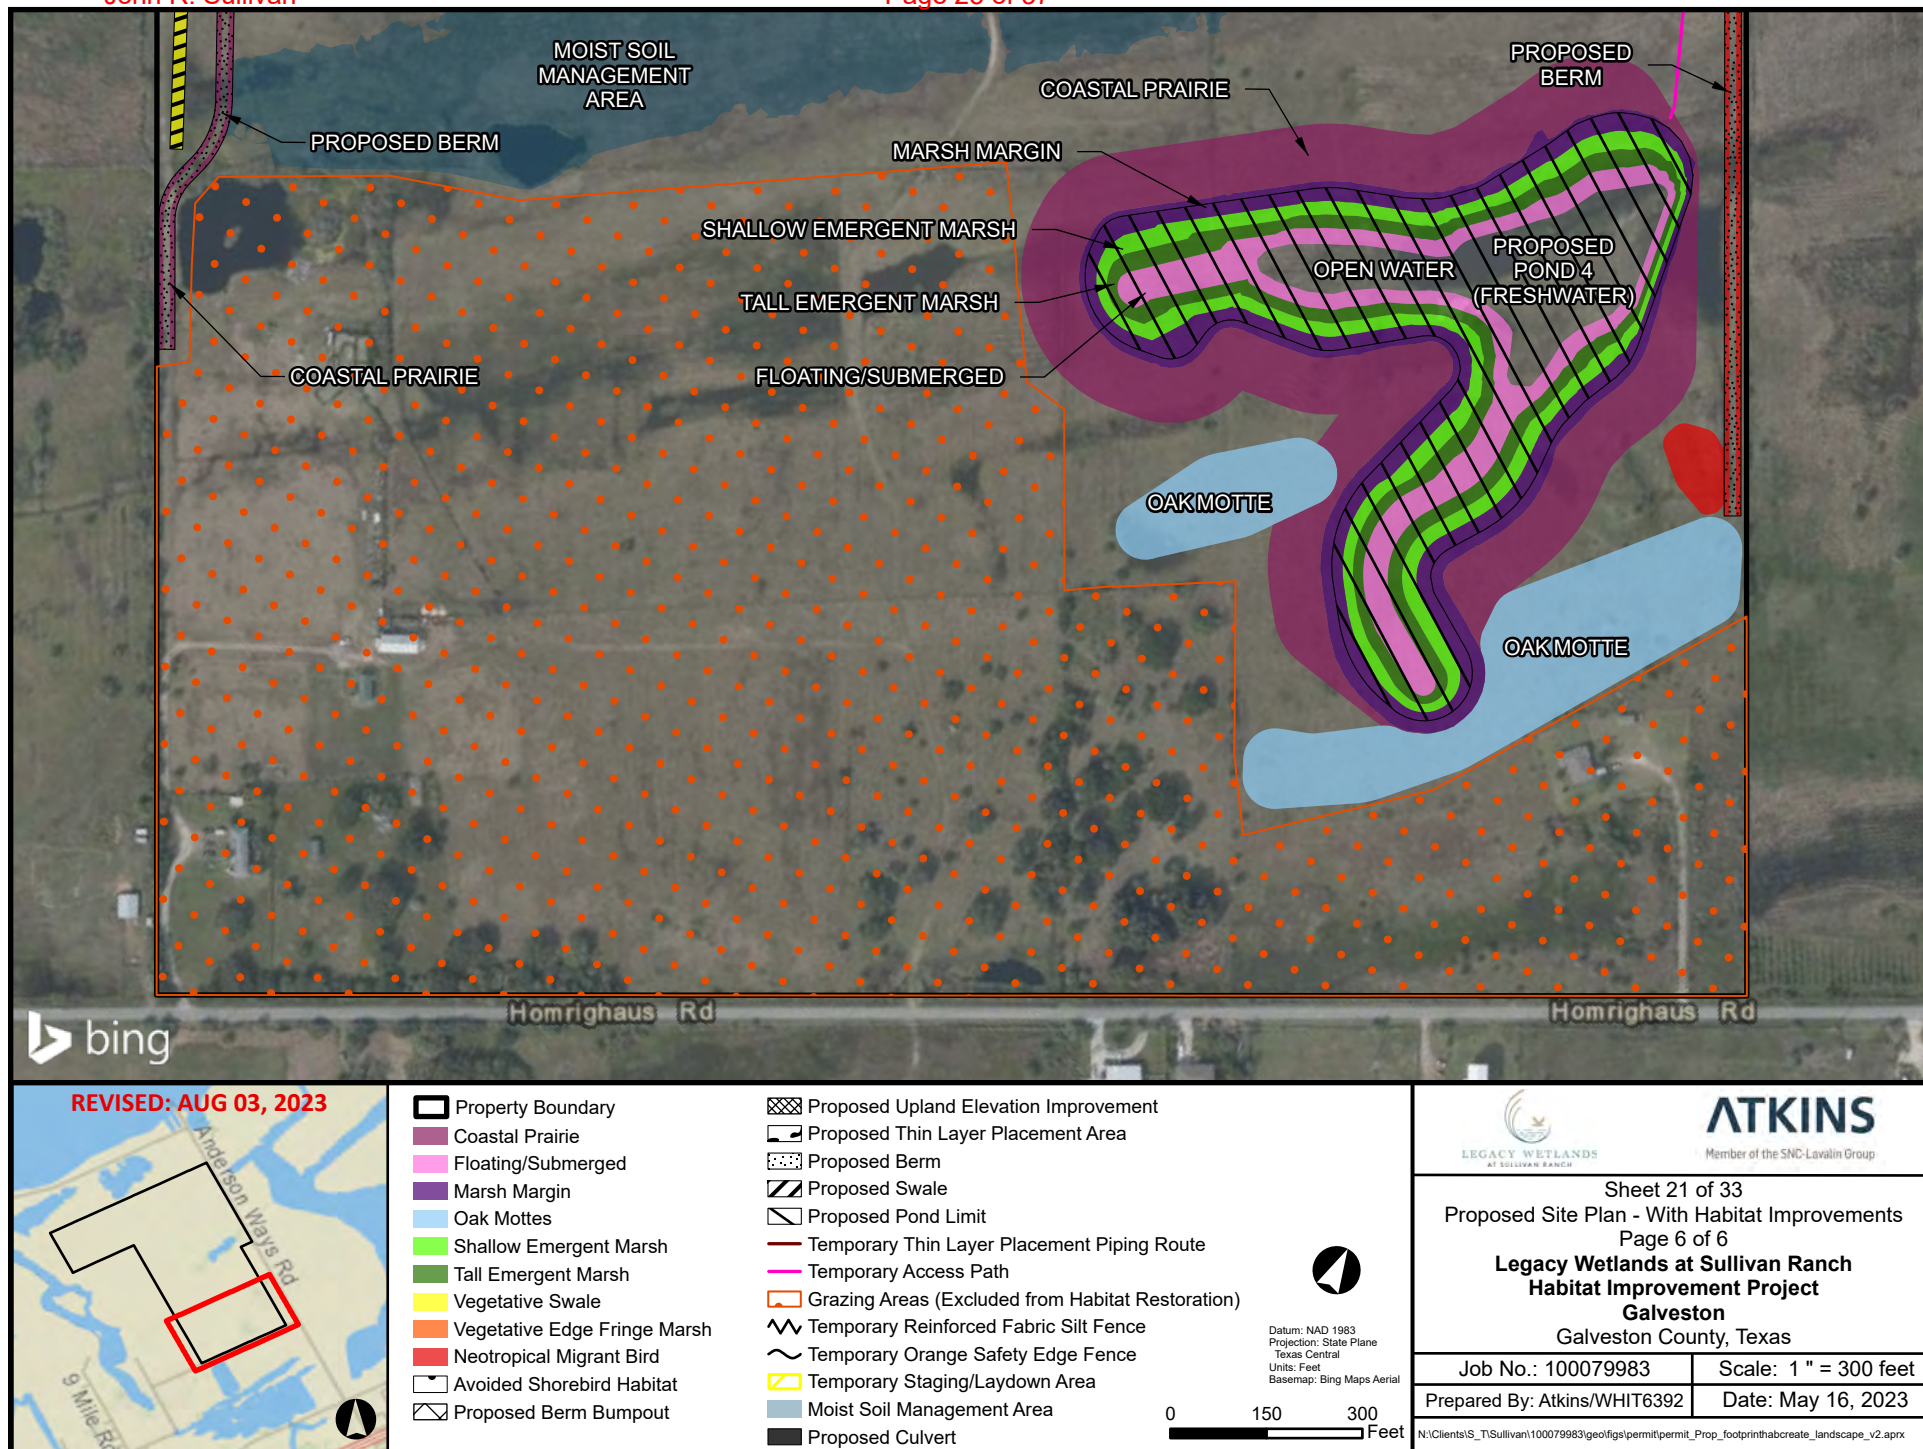 John R. Sullivan
MOIST SOIL
MANAGEMENT
AREA
PROPOSED
BERM
COASTAL PRAIRIE
PROPOSED BERM
MARSH MARGIN
SHALLOW EMERGENT MARSH
PROPOSED
POND 4
(FRESHWATER)
OPEN WATER
TALL EMERGENT MARSH
COASTAL PRAIRIE
FLOATING/SUBMERGED
OAK MOTTE
OAK MOTTE
Homrighaus Rd
Homrighaus Rd
bing
REVISED: AUG 03, 2023
Anderson Ways Rd
9 Mile Rd
Property Boundary
Coastal Prairie
Floating/Submerged
Marsh Margin
Oak Mottes
Shallow Emergent Marsh
Tall Emergent Marsh
Vegetative Swale
Vegetative Edge Fringe Marsh
Neotropical Migrant Bird
Avoided Shorebird Habitat
Proposed Berm Bumpout
Proposed Upland Elevation Improvement
Proposed Thin Layer Placement Area
Proposed Berm
Proposed Swale
Proposed Pond Limit
Temporary Thin Layer Placement Piping Route
Temporary Access Path
Grazing Areas (Excluded from Habitat Restoration)
Temporary Reinforced Fabric Silt Fence
Temporary Orange Safety Edge Fence
Temporary Staging/Laydown Area
Moist Soil Management Area
Proposed Culvert
Datum: NAD 1983
Projection: State Plane
Texas Central
Units: Feet
Basemap: Bing Maps Aerial
0 150 300
Feet
LEGACY WETLANDS
AT SULLIVAN RANCH
ATKINS
Member of the SNC-Lavalin Group
Sheet 21 of 33
Proposed Site Plan - With Habitat Improvements
Page 6 of 6
Legacy Wetlands at Sullivan Ranch
Habitat Improvement Project
Galveston
Galveston County, Texas
Job No.: 100079983
Scale: 1 " = 300 feet
Prepared By: Atkins/WHIT6392
Date: May 16, 2023
N:\Clients\S_T\Sullivan\100079983\geo\figs\permit\permit_Prop_footprinthabcreate_landscape_v2.aprx